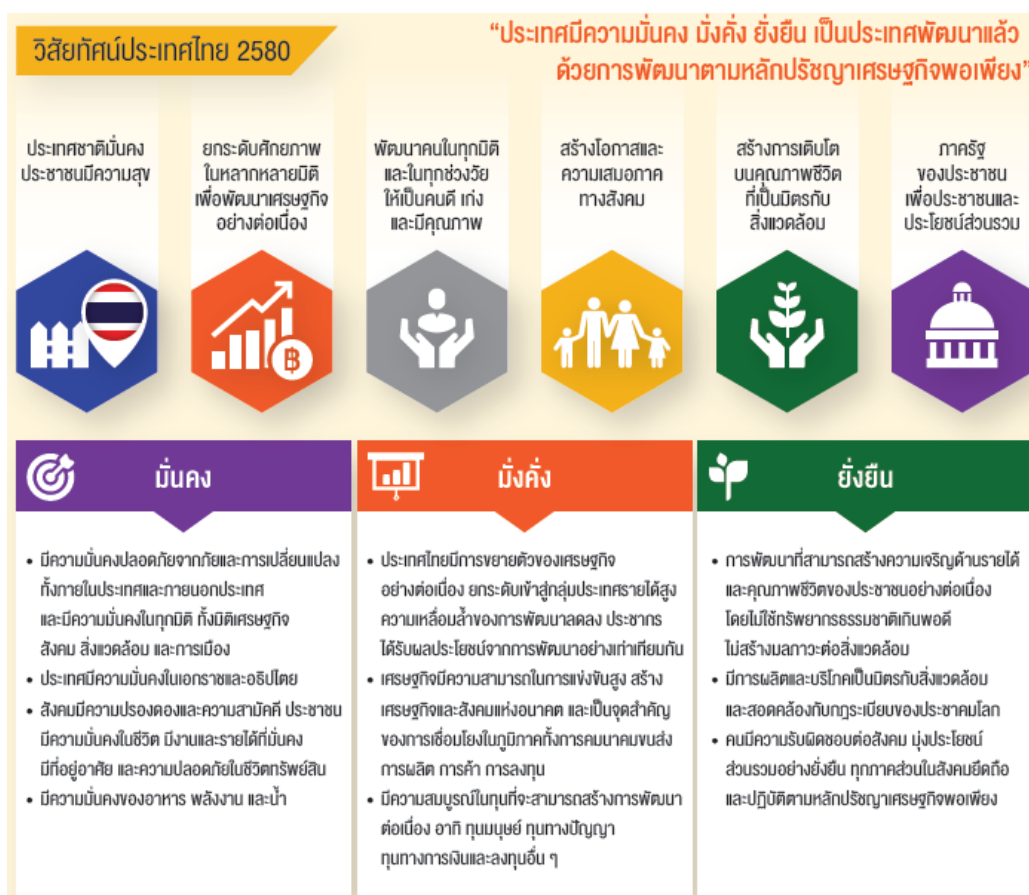 วิสัยทัศน์ประเทศไทย 2580
“ประเทศมีความมั่นคง มั่งคั่ง ยั่งยืน เป็นประเทศพัฒนาแล้ว
ด้วยการพัฒนาตามหลักปรัชญาเศรษฐกิจพอเพียง”
ประเทศชาติมั่นคง
ประชาชนมีความสุข
ยกระดับศักยภาพ
ในหลากหลายมิติ
เพื่อพัฒนาเศรษฐกิจ
อย่างต่อเนื่อง
พัฒนาคนในทุกมิติ
และในทุกช่วงวัย
ให้เป็นคนดี เก่ง
และมีคุณภาพ
สร้างโอกาสและ
ความเสมอภาค
ทางสังคม
สร้างการเติบโต
บนคุณภาพชีวิต
ที่เป็นมิตรกับ
สิ่งแวดล้อม
ภาครัฐ
ของประชาชน
เพื่อประชาชนและ
ประโยชน์ส่วนรวม
฿
มั่นคง
• มีความมั่นคงปลอดภัยจากภัยและการเปลี่ยนแปลง
ทั้งภายในประเทศและภายนอกประเทศ
และมีความมั่นคงในทุกมิติ ทั้งมิติเศรษฐกิจ
สังคม สิ่งแวดล้อม และการเมือง
• ประเทศมีความมั่นคงในเอกราชและอธิปไตย
• สังคมมีความปรองดองและความสามัคคี ประชาชน
มีความมั่นคงในชีวิต มีงานและรายได้ที่มั่นคง
มีที่อยู่อาศัย และความปลอดภัยในชีวิตทรัพย์สิน
• มีความมั่นคงของอาหาร พลังงาน และน้ำ
มั่งคั่ง
• ประเทศไทยมีการขยายตัวของเศรษฐกิจ
อย่างต่อเนื่อง ยกระดับเข้าสู่กลุ่มประเทศรายได้สูง
ความเหลื่อมล้ำของการพัฒนาลดลง ประชากร
ได้รับผลประโยชน์จากการพัฒนาอย่างเท่าเทียมกัน
• เศรษฐกิจมีความสามารถในการแข่งขันสูง สร้าง
เศรษฐกิจและสังคมแห่งอนาคต และเป็นจุดสำคัญ
ของการเชื่อมโยงในภูมิภาคทั้งการคมนาคมขนส่ง
การผลิต การค้า การลงทุน
• มีความสมบูรณ์ในทุนที่จะสามารถสร้างการพัฒนา
ต่อเนื่อง อาทิ ทุนมนุษย์ ทุนทางปัญญา
ทุนทางการเงินและลงทุนอื่น ๆ
ยั่งยืน
• การพัฒนาที่สามารถสร้างความเจริญด้านรายได้
และคุณภาพชีวิตของประชาชนอย่างต่อเนื่อง
โดยไม่ใช้ทรัพยากรธรรมชาติเกินพอดี
ไม่สร้างมลภาวะต่อสิ่งแวดล้อม
• มีการผลิตและบริโภคเป็นมิตรกับสิ่งแวดล้อม
และสอดคล้องกับกฎระเบียบของประชาคมโลก
• คนมีความรับผิดชอบต่อสังคม มุ่งประโยชน์
ส่วนรวมอย่างยั่งยืน ทุกภาคส่วนในสังคมยึดถือ
และปฏิบัติตามหลักปรัชญาเศรษฐกิจพอเพียง